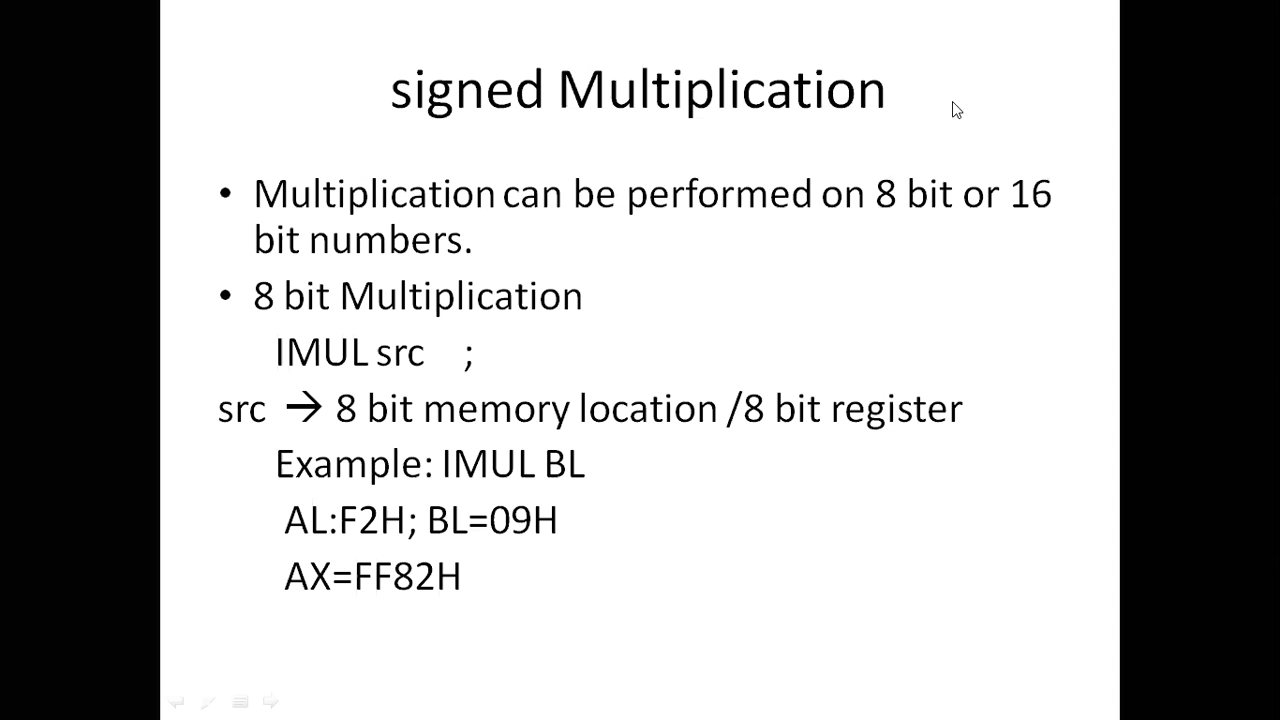 signed Multiplication
• Multiplication can be performed on 8 bit or 16
bit numbers.
• 8 bit Multiplication
IMUL src ;
src → 8 bit memory location /8 bit register
Example: IMUL BL
AL:F2H; BL=09H
AX=FF82H